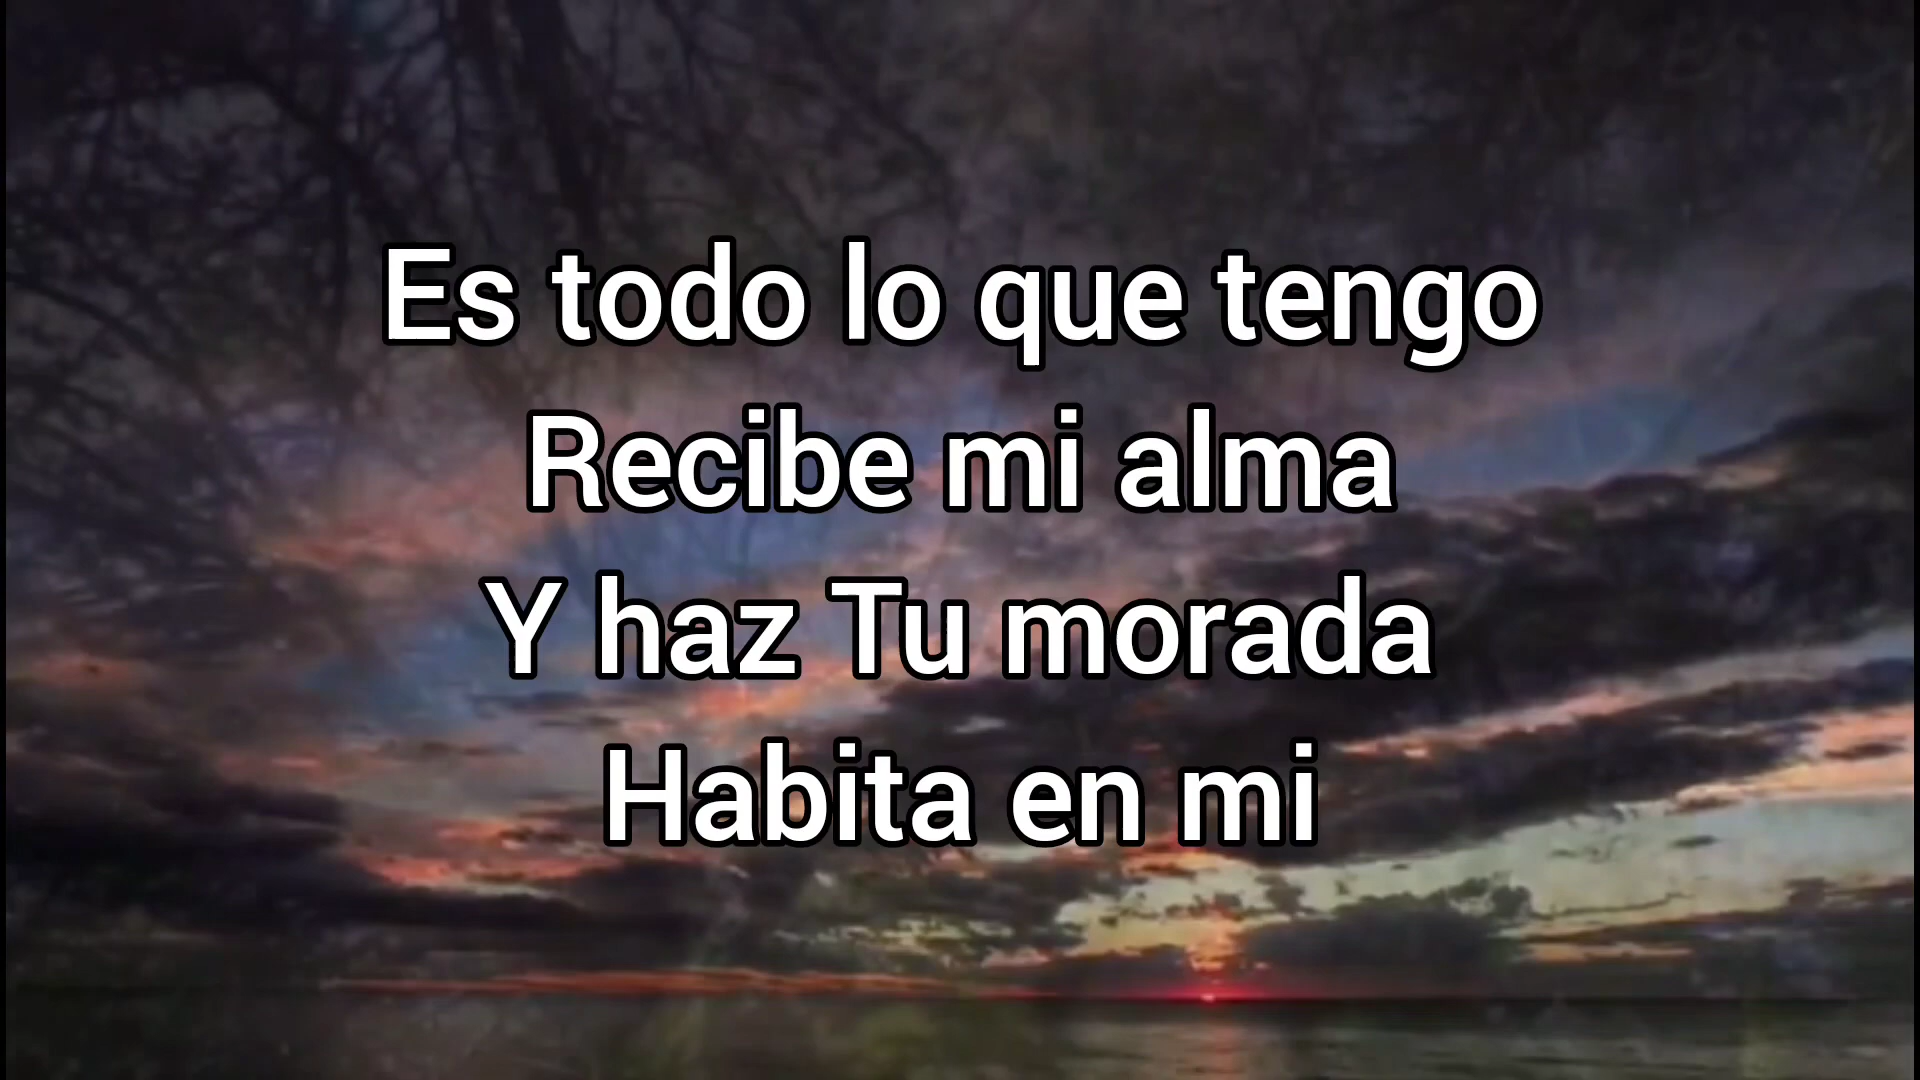 Es todo lo que tengo
Recibe mi alma
Y haz Tu morada
Habita en mi